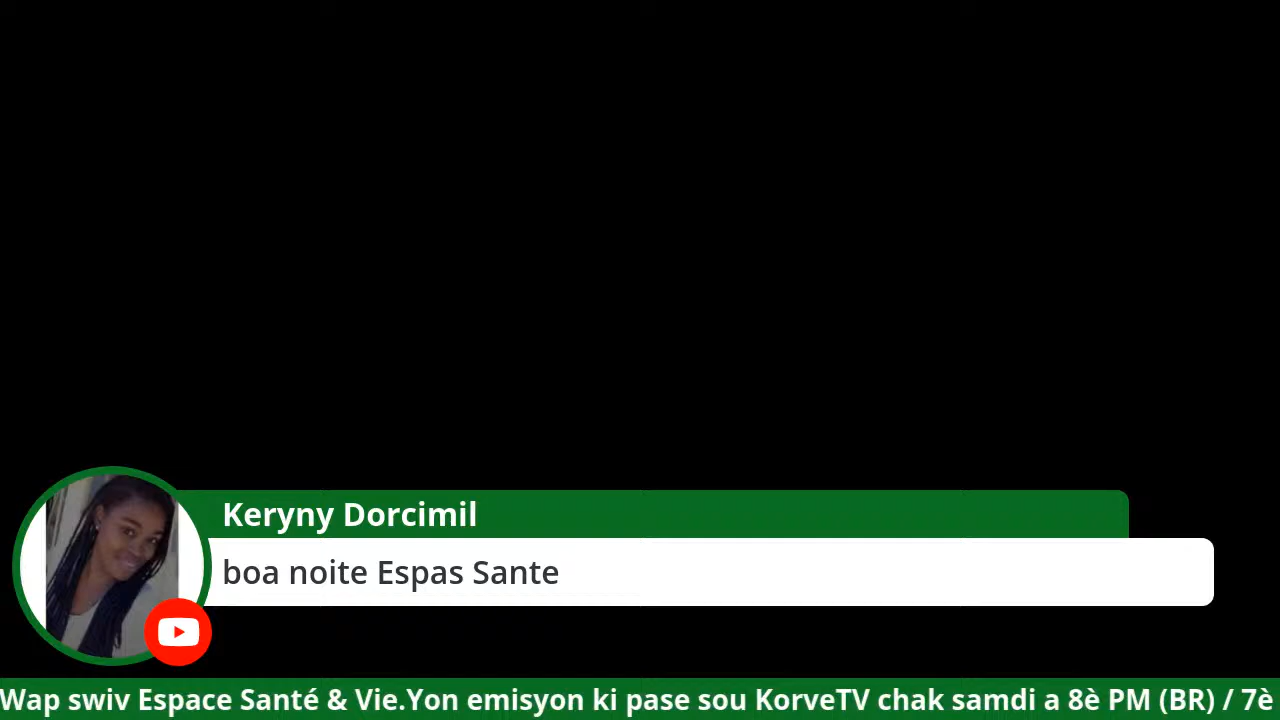 Keryny Dorcimil
boa noite Espas Sante
Wap swiv Espace Santé & Vie.Yon emisyon ki pase sou KorveTV chak samdi a 8è PM (BR) / 7è